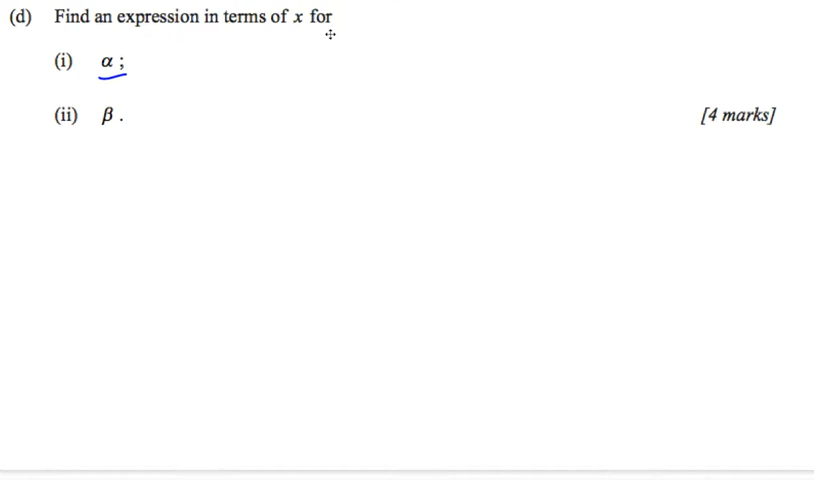 (d) Find an expression in terms of x for
(i) α ;
(ii) β . [4 marks]